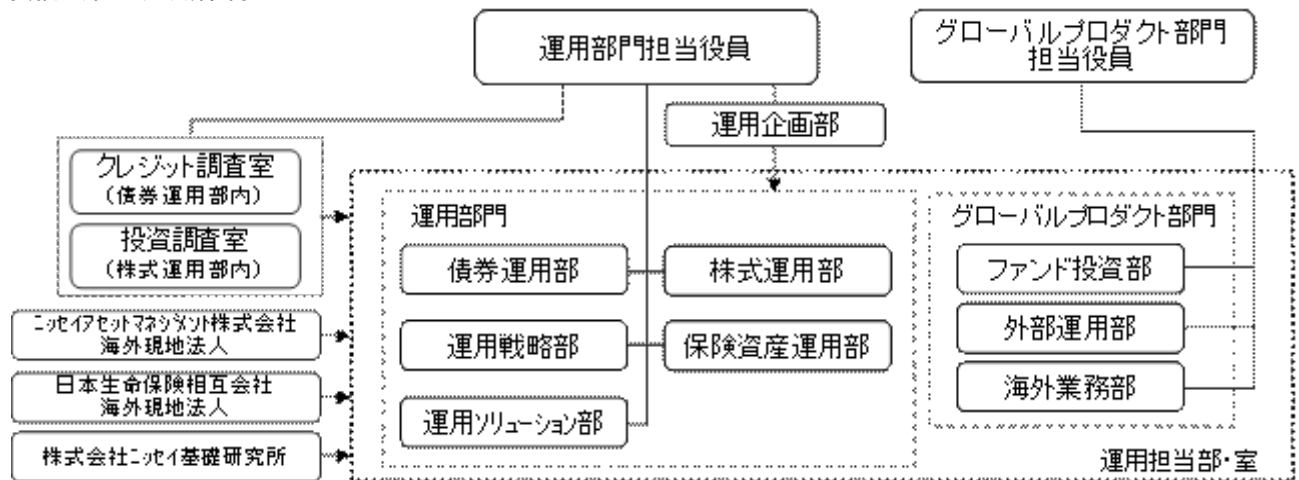 運用部門担当役員
グローバルプロダクト部門
担当役員
運用企画部
クレジット調査室
(債券運用部内)
投資調査室
(株式運用部内)
運用部門
グローバルプロダクト部門
債券運用部
株式運用部
ファンド投資部
ニッセイアセットマネジメント株式会社
海外現地法人
運用戦略部
保険資産運用部
外部運用部
日本生命保険相互会社
海外現地法人
海外業務部
運用ソリューション部
株式会社ニッセイ基礎研究所
運用担当部・室